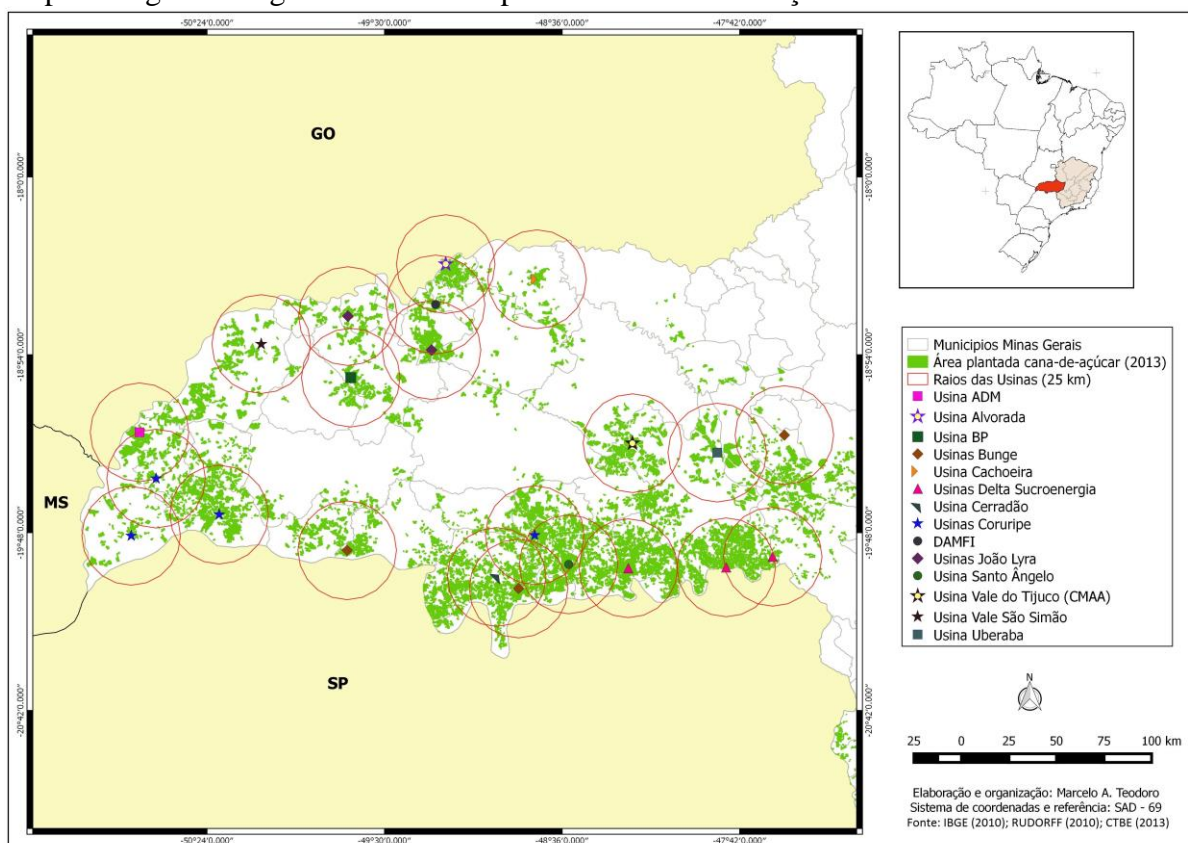 -50°24'0.000"
-49°30'0.000"
-48°36'0.000"
-47°42'0.000"
-18°0'0.000"
-18°54'0.000"
-19°48'0.000"
-20°42'0.000"
GO
MS
SP
-18°0'0.000"
-18°54'0.000"
-19°48'0.000"
-20°42'0.000"
-50°24'0.000"
-49°30'0.000"
-48°36'0.000"
-47°42'0.000"
Municipios Minas Gerais
Área plantada cana-de-açúcar (2013)
Raios das Usinas (25 km)
Usina ADM
Usina Alvorada
Usina BP
Usinas Bunge
Usina Cachoeira
Usinas Delta Sucroenergia
Usina Cerradão
Usinas Coruripe
DAMFI
Usinas João Lyra
Usina Santo Ângelo
Usina Vale do Tijuco (CMAA)
Usina Vale São Simão
Usina Uberaba
N
25 0 25 50 75 100 km
Elaboração e organização: Marcelo A. Teodoro
Sistema de coordenadas e referência: SAD - 69
Fonte: IBGE (2010); RUDORFF (2010); CTBE (2013)